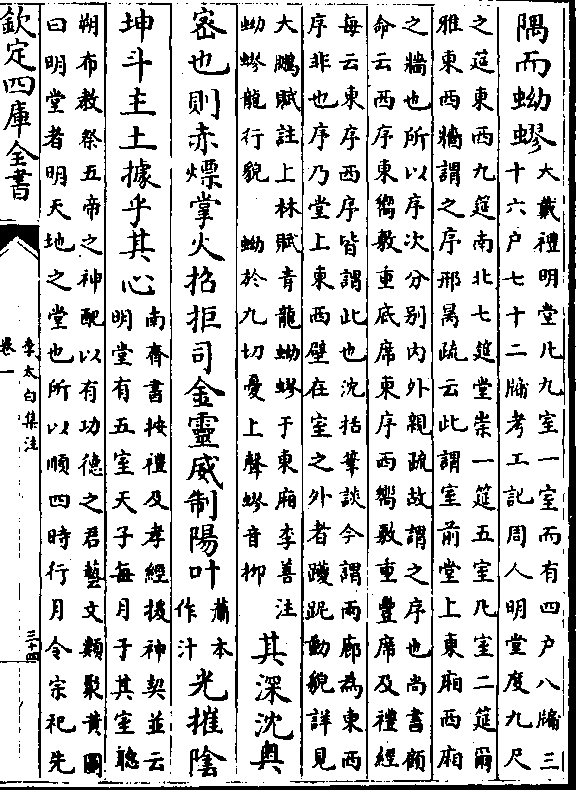 隅而蚴蟉
大戴禮明堂凡九室一室而有四户八牖三
十六户七十二牖考工記周人明堂度九尺
之筵東西九筵南北七筵堂崇一筵五室凡室二筵爾
雅東西牆謂之序邢昺疏云此謂室前堂上東廂西廂
之牆也所以序次分别内外親疏故謂之序也尚書顧
命云西序東嚮敷重底席東序西嚮敷重豐席及禮經
每云東序西序皆謂此也沈括筆談今謂兩廊為東西
序非也序乃堂上東西壁在室之外者躨跜動貌詳見
大鵬賦註上林賦青龍蚴蟉于東廂李善注
蚴蟉龍行貌 蚴於九切憂上聲蟉音栁
其深沈奥
宻也則赤熛掌火招拒司金靈威制陽叶
蕭本
作汁
光摧陰
坤斗主土據乎其心
南齊書按禮及孝經援神契並云
明堂有五室天子每月于其室聽
朔布教祭五帝之神配以有功德之君藝文類聚黄圖
曰明堂者明天地之堂也所以順四時行月令宗祀先
欽定四庫全書
李太白集注
卷一
三十四